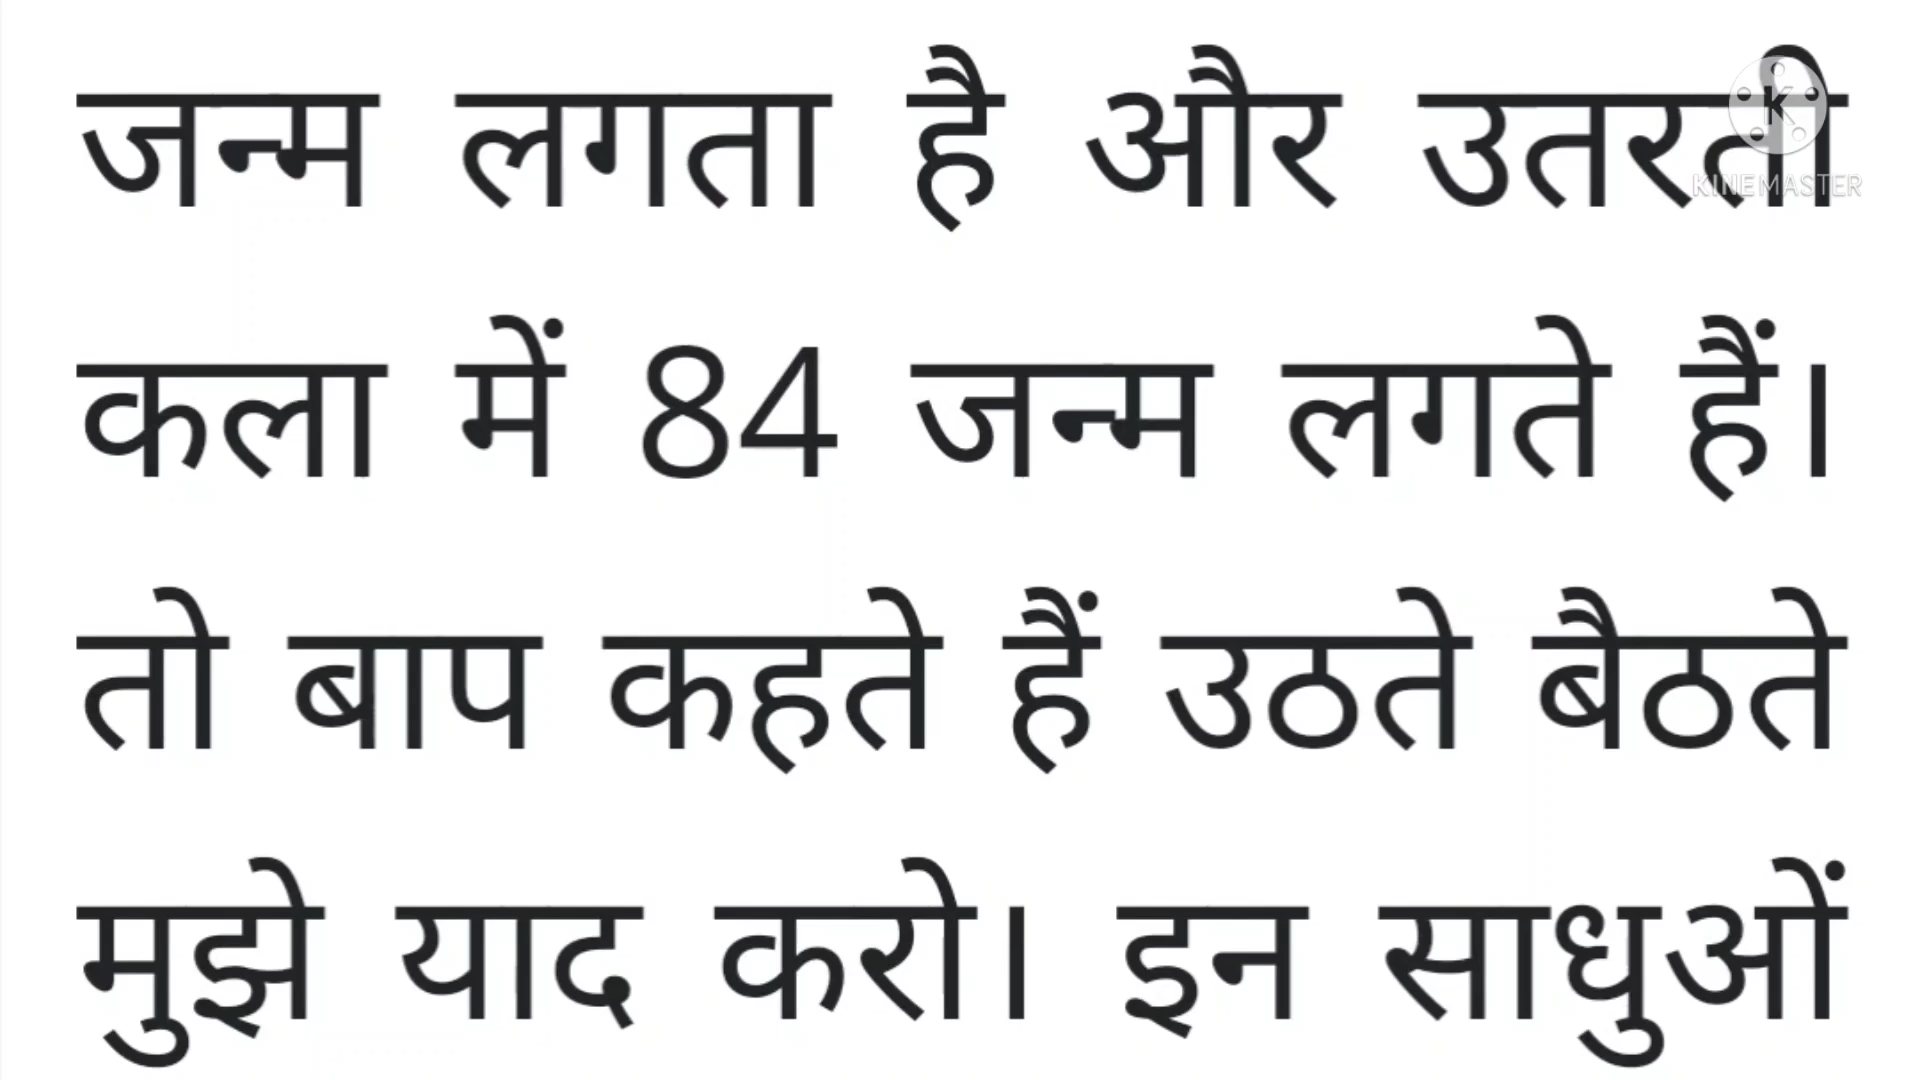 जन्म लगता है और उतरती
KINEMASTER
कला में 84 जन्म लगते हैं।
तो बाप कहते हैं उठते बैठते
मुझे याद करो। इन साधुओं